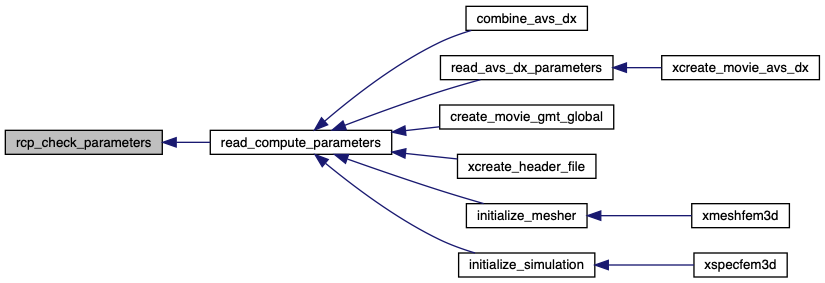 combine_avs_dx
read_avs_dx_parameters
xcreate_movie_avs_dx
create_movie_gmt_global
rcp_check_parameters
read_compute_parameters
xcreate_header_file
initialize_mesher
xmeshfem3d
initialize_simulation
xspecfem3d